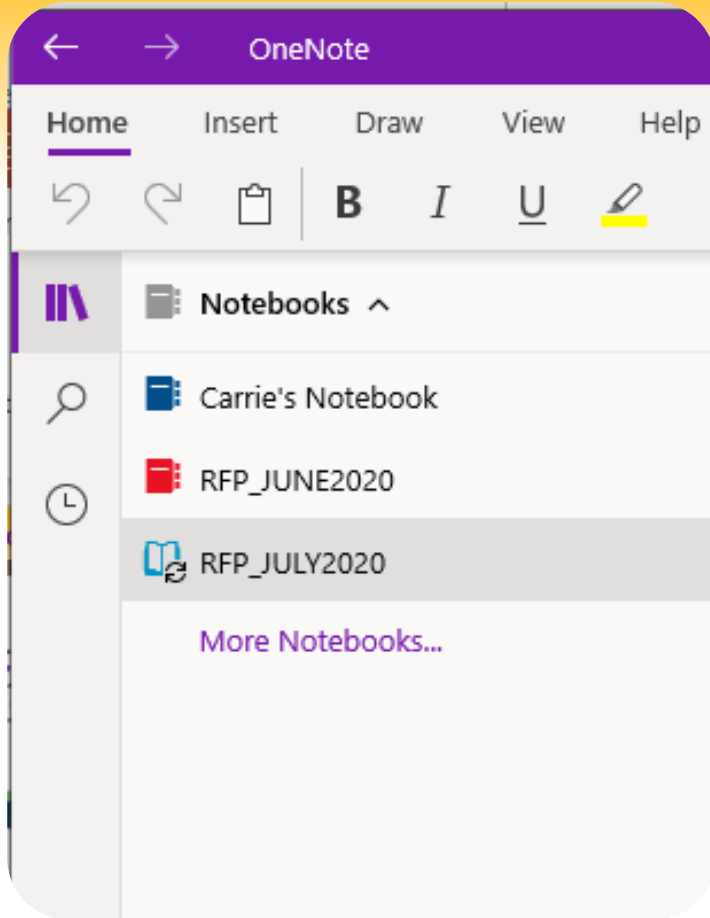 OneNote
Home Insert Draw View Help
B I U
Notebooks
Carrie's Notebook
RFP_JUNE2020
RFP_JULY2020
More Notebooks...